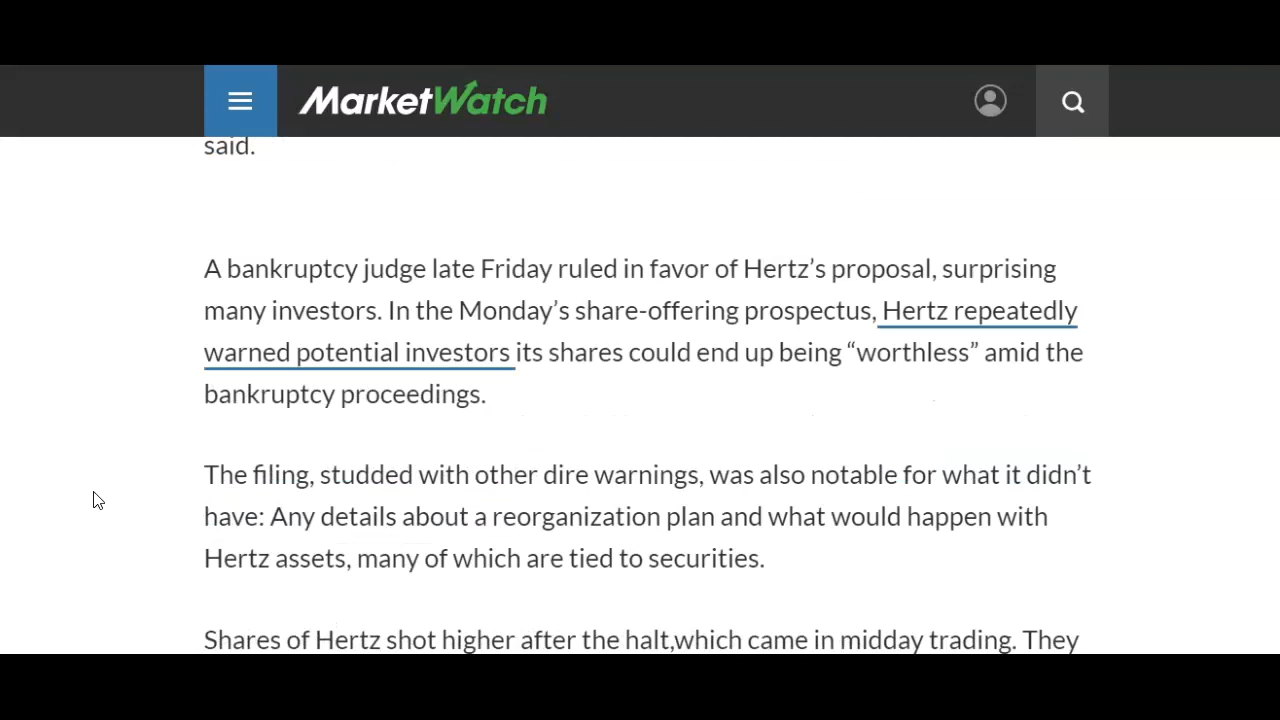 MarketWatch
said.
A bankruptcy judge late Friday ruled in favor of Hertz’s proposal, surprising
many investors. In the Monday’s share-offering prospectus, Hertz repeatedly
warned potential investors its shares could end up being “worthless” amid the
bankruptcy proceedings.
The filing, studded with other dire warnings, was also notable for what it didn’t
have: Any details about a reorganization plan and what would happen with
Hertz assets, many of which are tied to securities.
Shares of Hertz shot higher after the halt,which came in midday trading. They